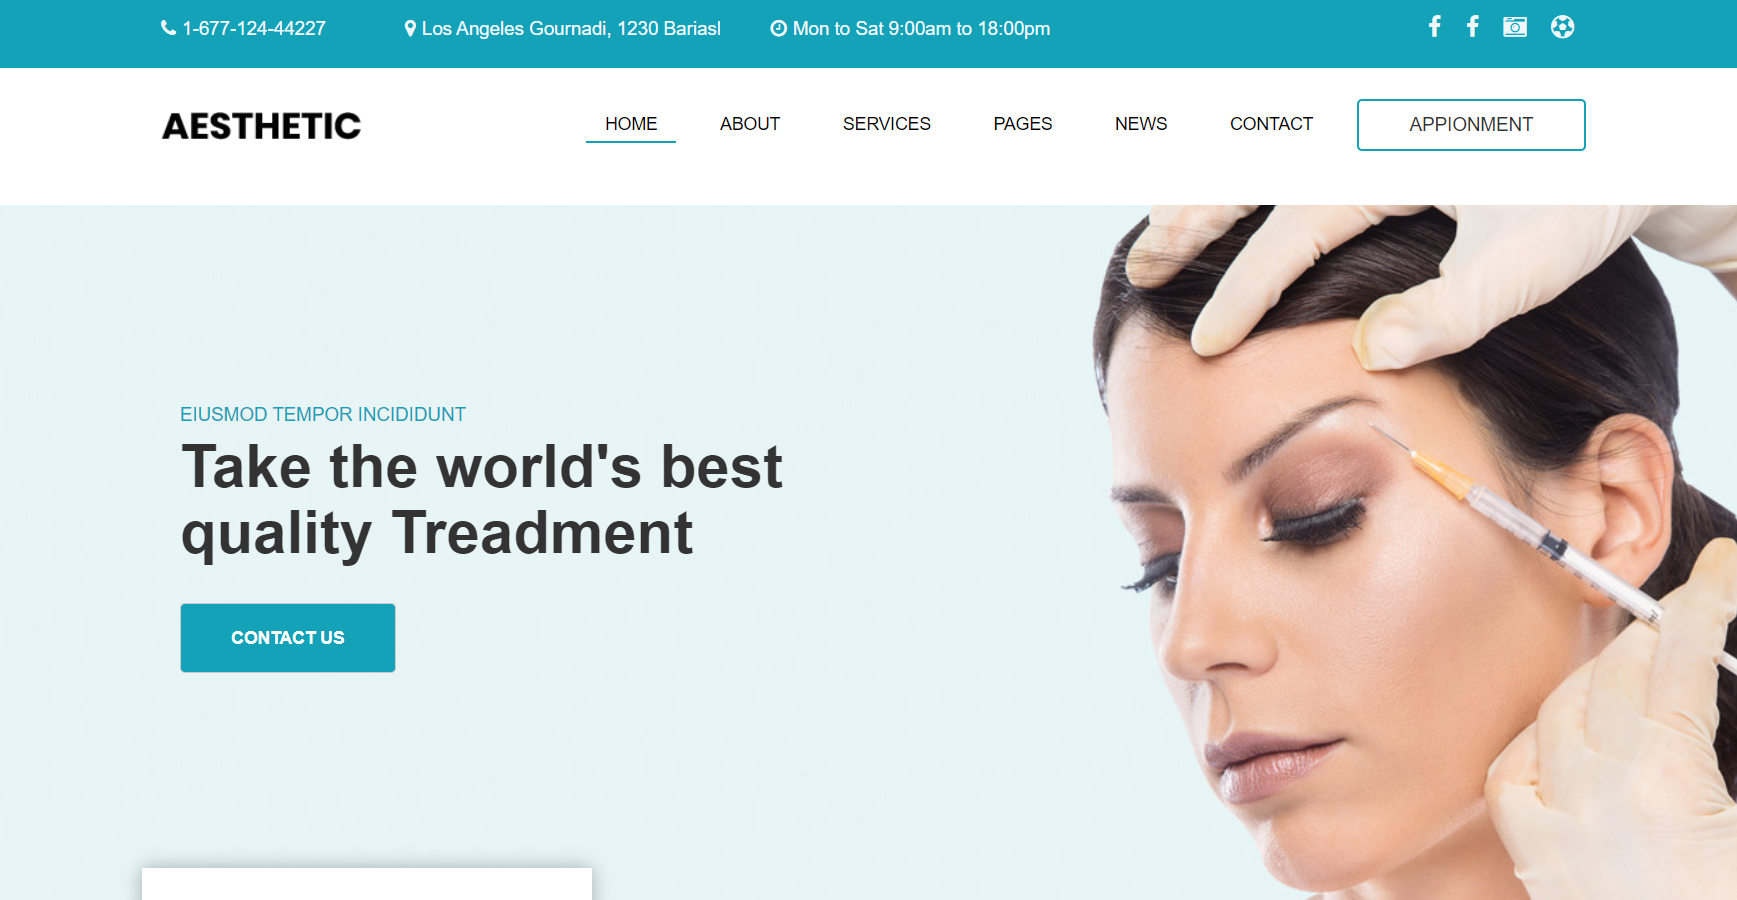 1-677-124-44227
Los Angeles Gournadi, 1230 Bariasl
Mon to Sat 9:00am to 18:00pm
AESTHETIC
HOME
ABOUT
SERVICES
PAGES
NEWS
CONTACT
APPIONMENT
EIUSMOD TEMPOR INCIDIDUNT
Take the world's best
quality Treadment
CONTACT US